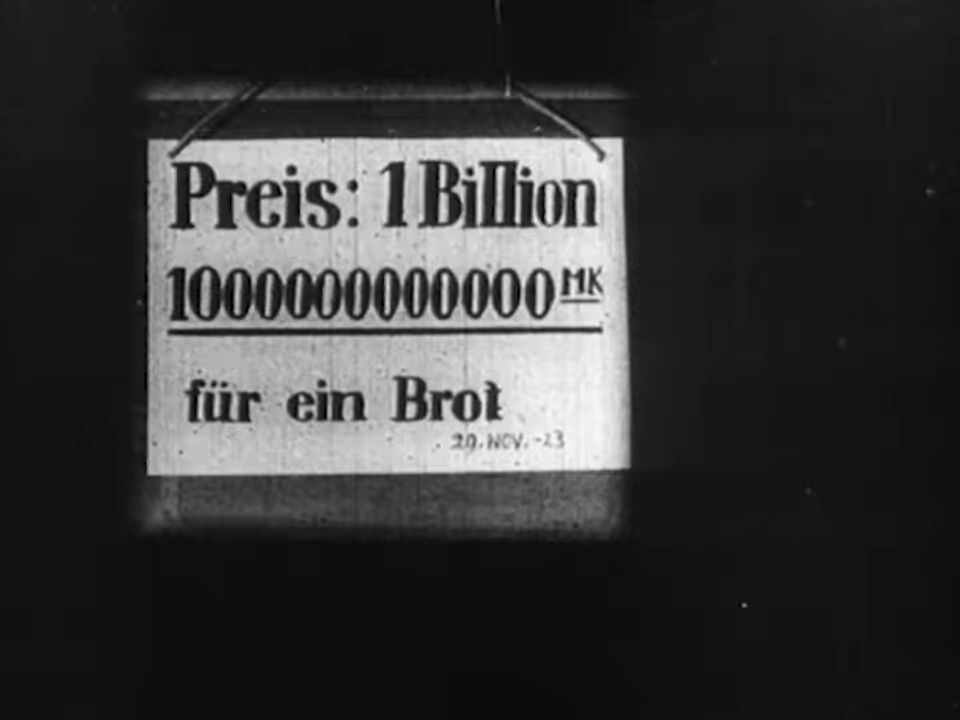 Preis: 1 Billion
1000000000000 MK
für ein Brot
20. NOV. -23